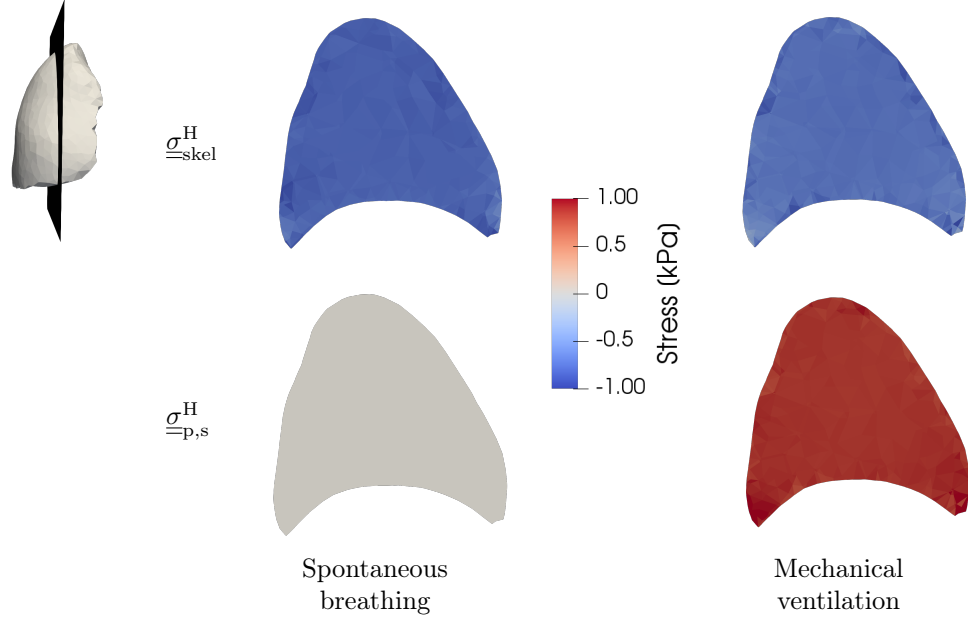 σ^H_skel
1.00
0.5
0
-0.5
-1.00
Stress (kPa)
σ^H_p,s
Spontaneous
breathing
Mechanical
ventilation